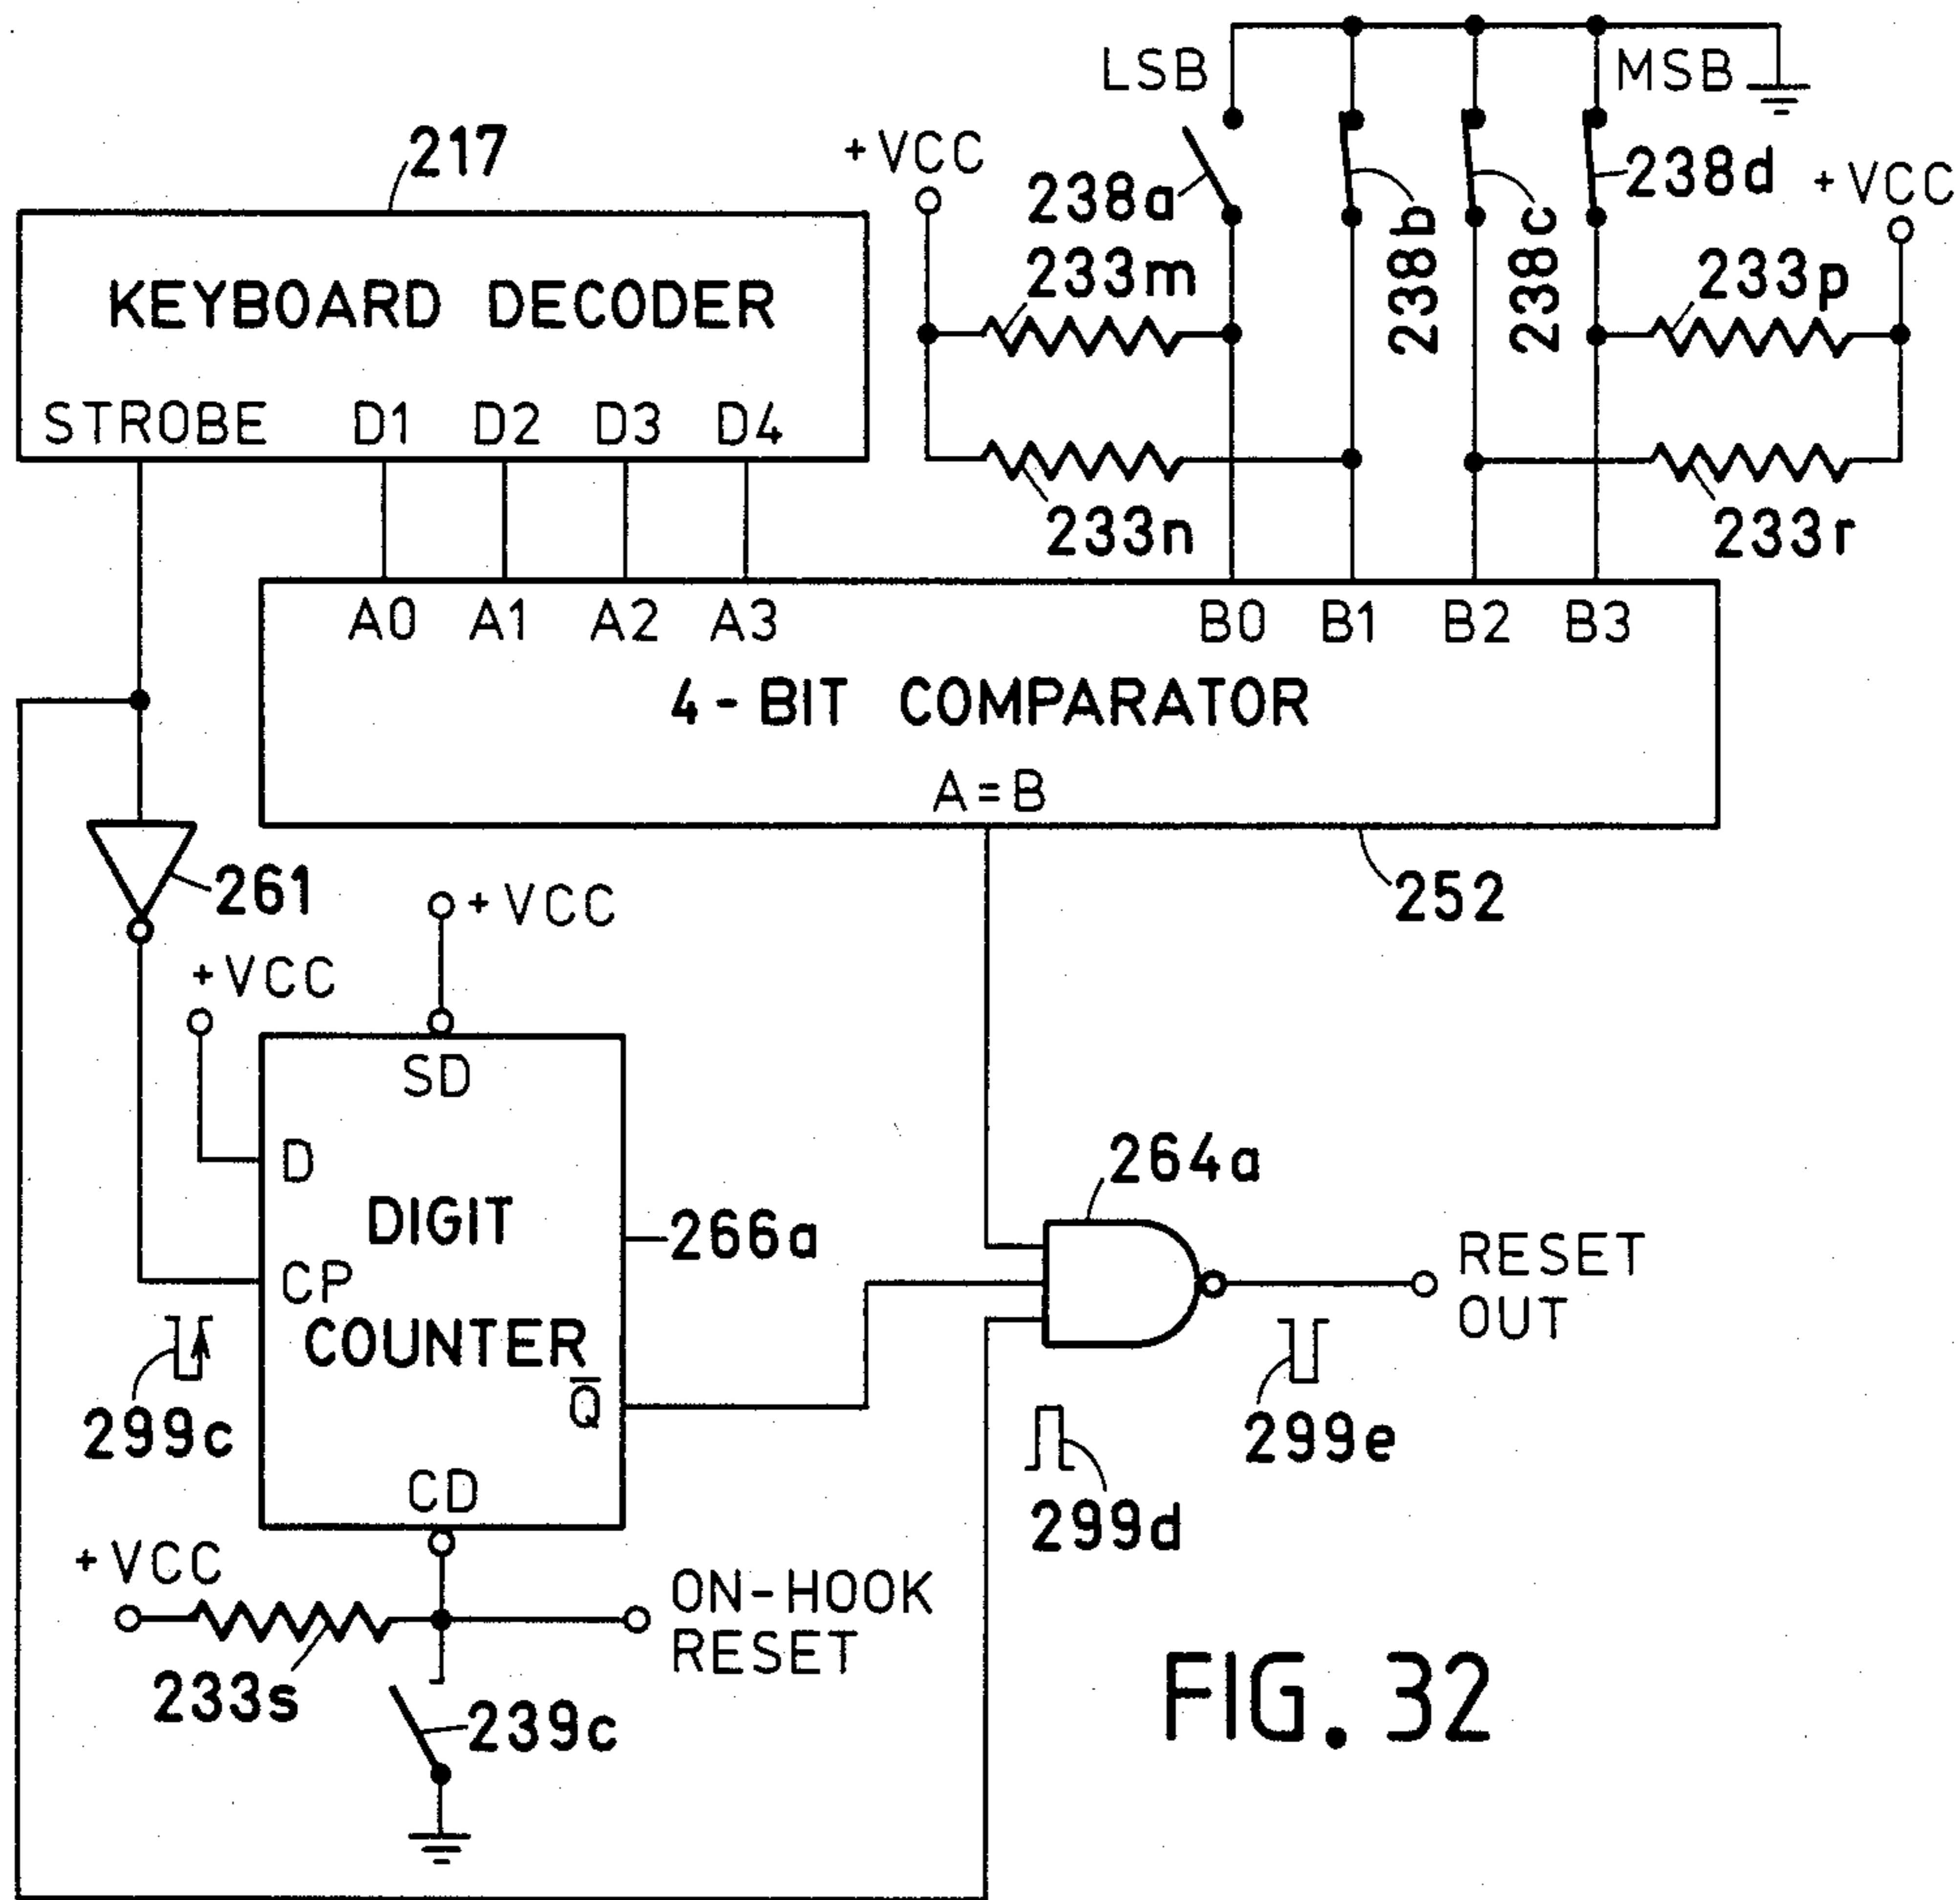 LSB
MSB
217
+VCC
238a
238b
238c
238d
+VCC
233m
233p
KEYBOARD DECODER
STROBE D1 D2 D3 D4
233n
233r
A0 A1 A2 A3 B0 B1 B2 B3
4-BIT COMPARATOR
A=B
261
+VCC
252
+VCC
SD
D
264a
DIGIT
266a
RESET
OUT
CP
COUNTER
299c
Q̅
299e
CD
299d
+VCC
ON-HOOK
RESET
233s
239c
FIG. 32